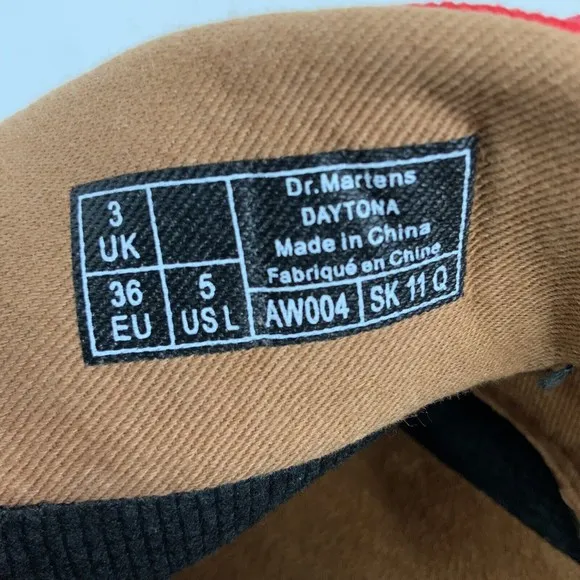 3
UK
36
EU
5
US L
Dr.Martens
DAYTONA
Made in China
Fabriqué en Chine
AW004
SK 11 Q